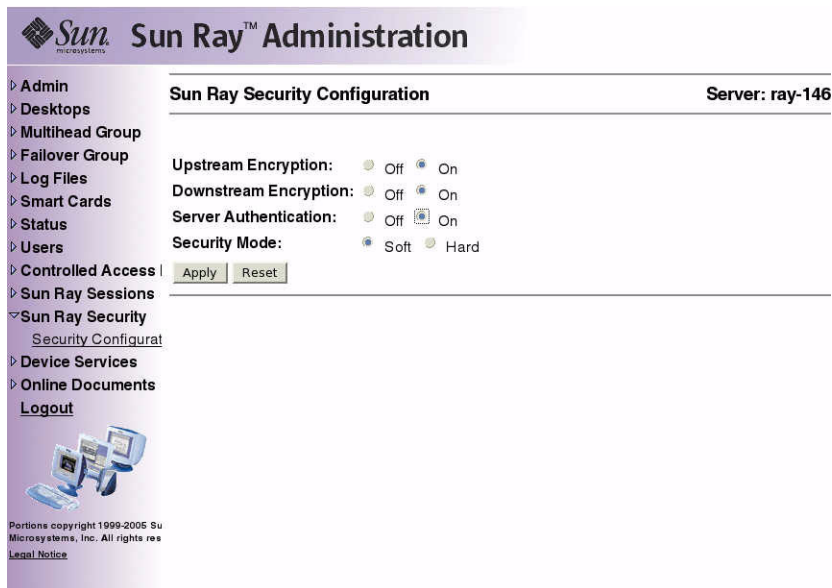 Sun
microsystems
Sun Ray™ Administration
Admin
Desktops
Multihead Group
Failover Group
Log Files
Smart Cards
Status
Users
Controlled Access
Sun Ray Sessions
Sun Ray Security
Security Configurat
Device Services
Online Documents
Logout
Portions copyright 1999-2005 Su
Microsystems, Inc. All rights res
Legal Notice
Sun Ray Security Configuration
Server: ray-146
Upstream Encryption: Off On
Downstream Encryption: Off On
Server Authentication: Off On
Security Mode: Soft Hard
Apply Reset